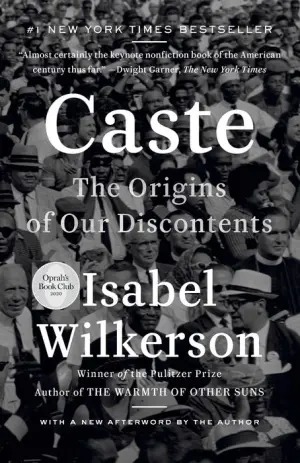 #1 NEW YORK TIMES BESTSELLER
“Almost certainly the keynote nonfiction book of the American
century thus far.” —Dwight Garner, The New York Times
Caste
The Origins
of Our Discontents
Oprah's
Book Club
2020
Isabel
Wilkerson
Winner of the Pulitzer Prize
Author of THE WARMTH OF OTHER SUNS
WITH A NEW AFTERWORD BY THE AUTHOR